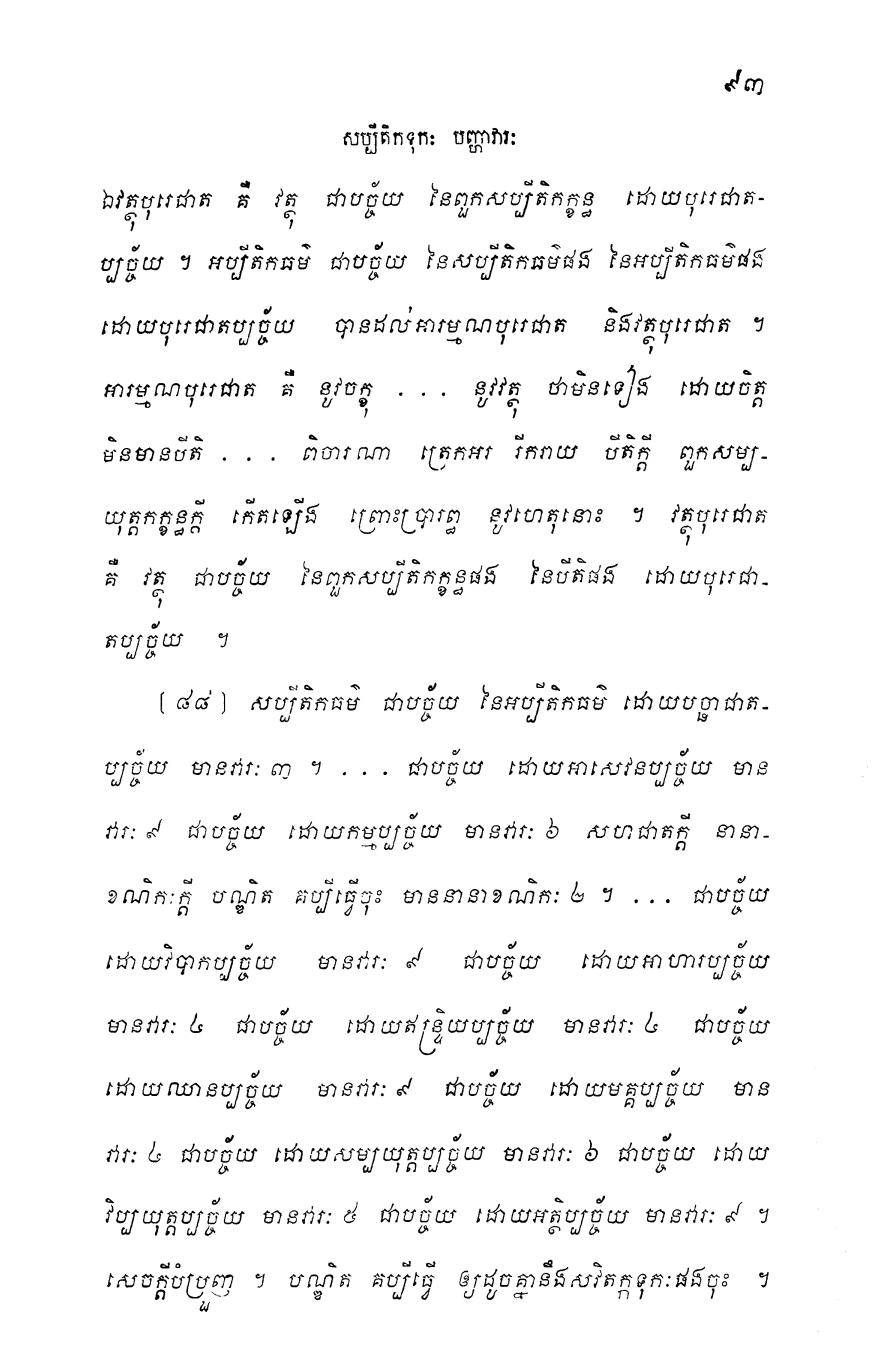 ៩៣
សប្បីតិកទុកៈ បញ្ហាវារៈ
ឯវត្ថុបុរេជាត គឺ វត្ថុ ជាបច្ច័យ នៃពួកសប្បីតិកក្ខន្ធ ដោយបុរេជាត-
ប្បច្ច័យ ។ អប្បីតិកធម៌ ជាបច្ច័យ នៃសប្បីតិកធម៌ផង នៃអប្បីតិកធម៌ផង
ដោយបុរេជាតប្បច្ច័យ បានដល់អារម្មណបុរេជាត និងវត្ថុបុរេជាត ។
អារម្មណបុរេជាត គឺ នូវចក្ខុ . . . នូវវត្ថុ ថាមិនទៀង ដោយចិត្ត
មិនមានបីតិ . . . ពិចារណា ត្រេកអរ រីករាយ បីតិក្តី ពួកសម្ប-
យុត្តកក្ខន្ធក្តី កើតឡើង ព្រោះប្រារព្ធ នូវហេតុនោះ ។ វត្ថុបុរេជាត
គឺ វត្ថុ ជាបច្ច័យ នៃពួកសប្បីតិកក្ខន្ធផង នៃបីតិផង ដោយបុរេជា-
តប្បច្ច័យ ។
(៨៨) សប្បីតិកធម៌ ជាបច្ច័យ នៃអប្បីតិកធម៌ ដោយបច្ឆាជាត-
ប្បច្ច័យ មានវារៈ ៣ ។ . . . ជាបច្ច័យ ដោយអាសេវនប្បច្ច័យ មាន
វារៈ ៩ ជាបច្ច័យ ដោយកម្មប្បច្ច័យ មានវារៈ ៦ សហជាតក្តី នានា-
ខណិកៈក្តី បណ្ឌិត គប្បីធ្វើចុះ មាននានាខណិកៈ ២ ។ . . . ជាបច្ច័យ
ដោយវិបាកប្បច្ច័យ មានវារៈ ៩ ជាបច្ច័យ ដោយអាហារប្បច្ច័យ
មានវារៈ ៤ ជាបច្ច័យ ដោយឥន្ទ្រិយប្បច្ច័យ មានវារៈ ៤ ជាបច្ច័យ
ដោយឈានប្បច្ច័យ មានវារៈ ៩ ជាបច្ច័យ ដោយមគ្គប្បច្ច័យ មាន
វារៈ ៤ ជាបច្ច័យ ដោយសម្បយុត្តប្បច្ច័យ មានវារៈ ៦ ជាបច្ច័យ ដោយ
វិប្បយុត្តប្បច្ច័យ មានវារៈ ៥ ជាបច្ច័យ ដោយអត្ថិប្បច្ច័យ មានវារៈ ៩ ។
សេចក្តីបំប្រួញ ។ បណ្ឌិត គប្បីធ្វើ ឲ្យដូចគ្នានឹងសវិតក្កទុកៈផងចុះ ។